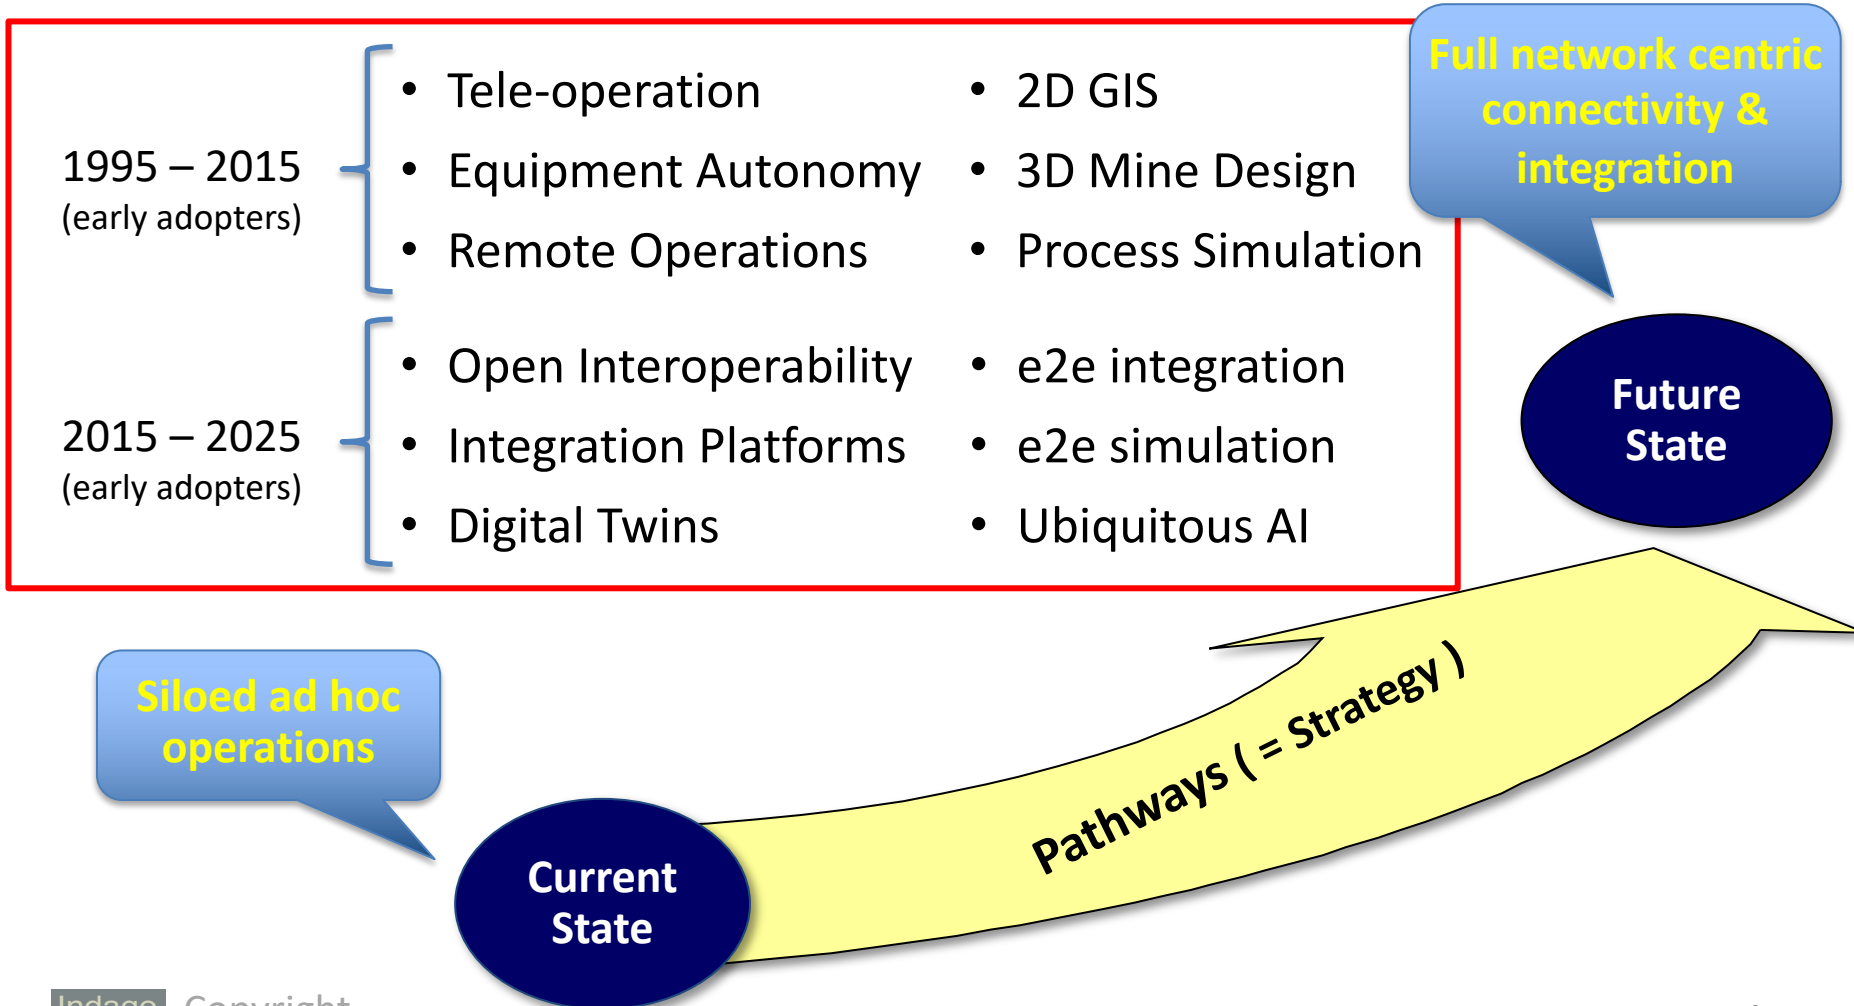 1995 – 2015
(early adopters)
• Tele-operation
• Equipment Autonomy
• Remote Operations
• 2D GIS
• 3D Mine Design
• Process Simulation
Full network centric
connectivity &
integration
2015 – 2025
(early adopters)
• Open Interoperability
• Integration Platforms
• Digital Twins
• e2e integration
• e2e simulation
• Ubiquitous AI
Future
State
Siloed ad hoc
operations
Pathways ( = Strategy )
Current
State
Indago Copyright